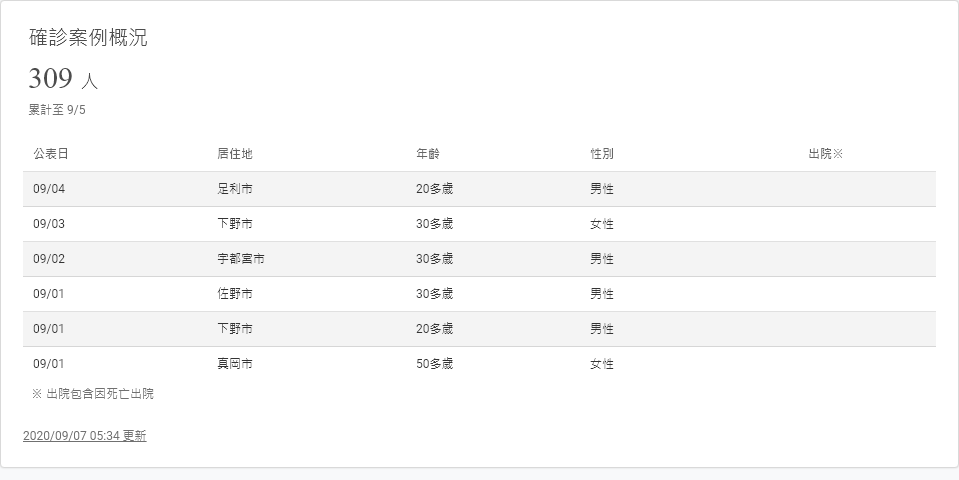 確診案例概況
309 人
累計至 9/5
公表日 居住地 年齡 性別 出院※
09/04 足利市 20多歲 男性
09/03 下野市 30多歲 女性
09/02 宇都宮市 30多歲 男性
09/01 佐野市 30多歲 男性
09/01 下野市 20多歲 男性
09/01 真岡市 50多歲 女性
※ 出院包含因死亡出院
2020/09/07 05:34 更新